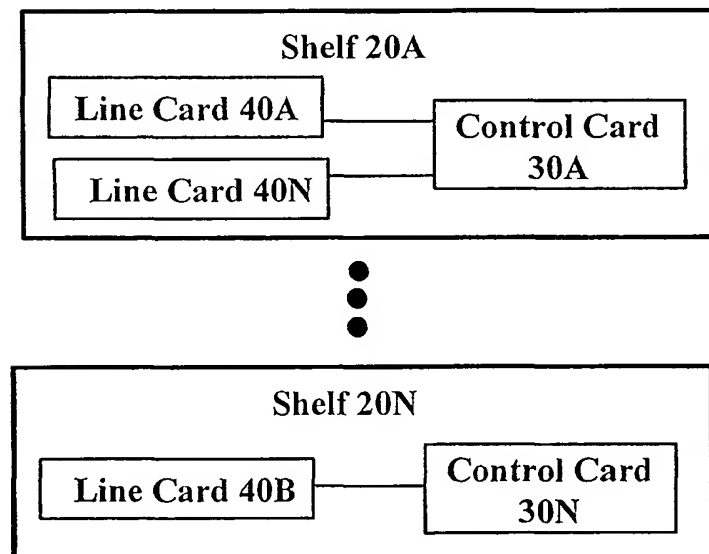 Shelf 20A
Line Card 40A
Control Card
30A
Line Card 40N
Shelf 20N
Line Card 40B
Control Card
30N